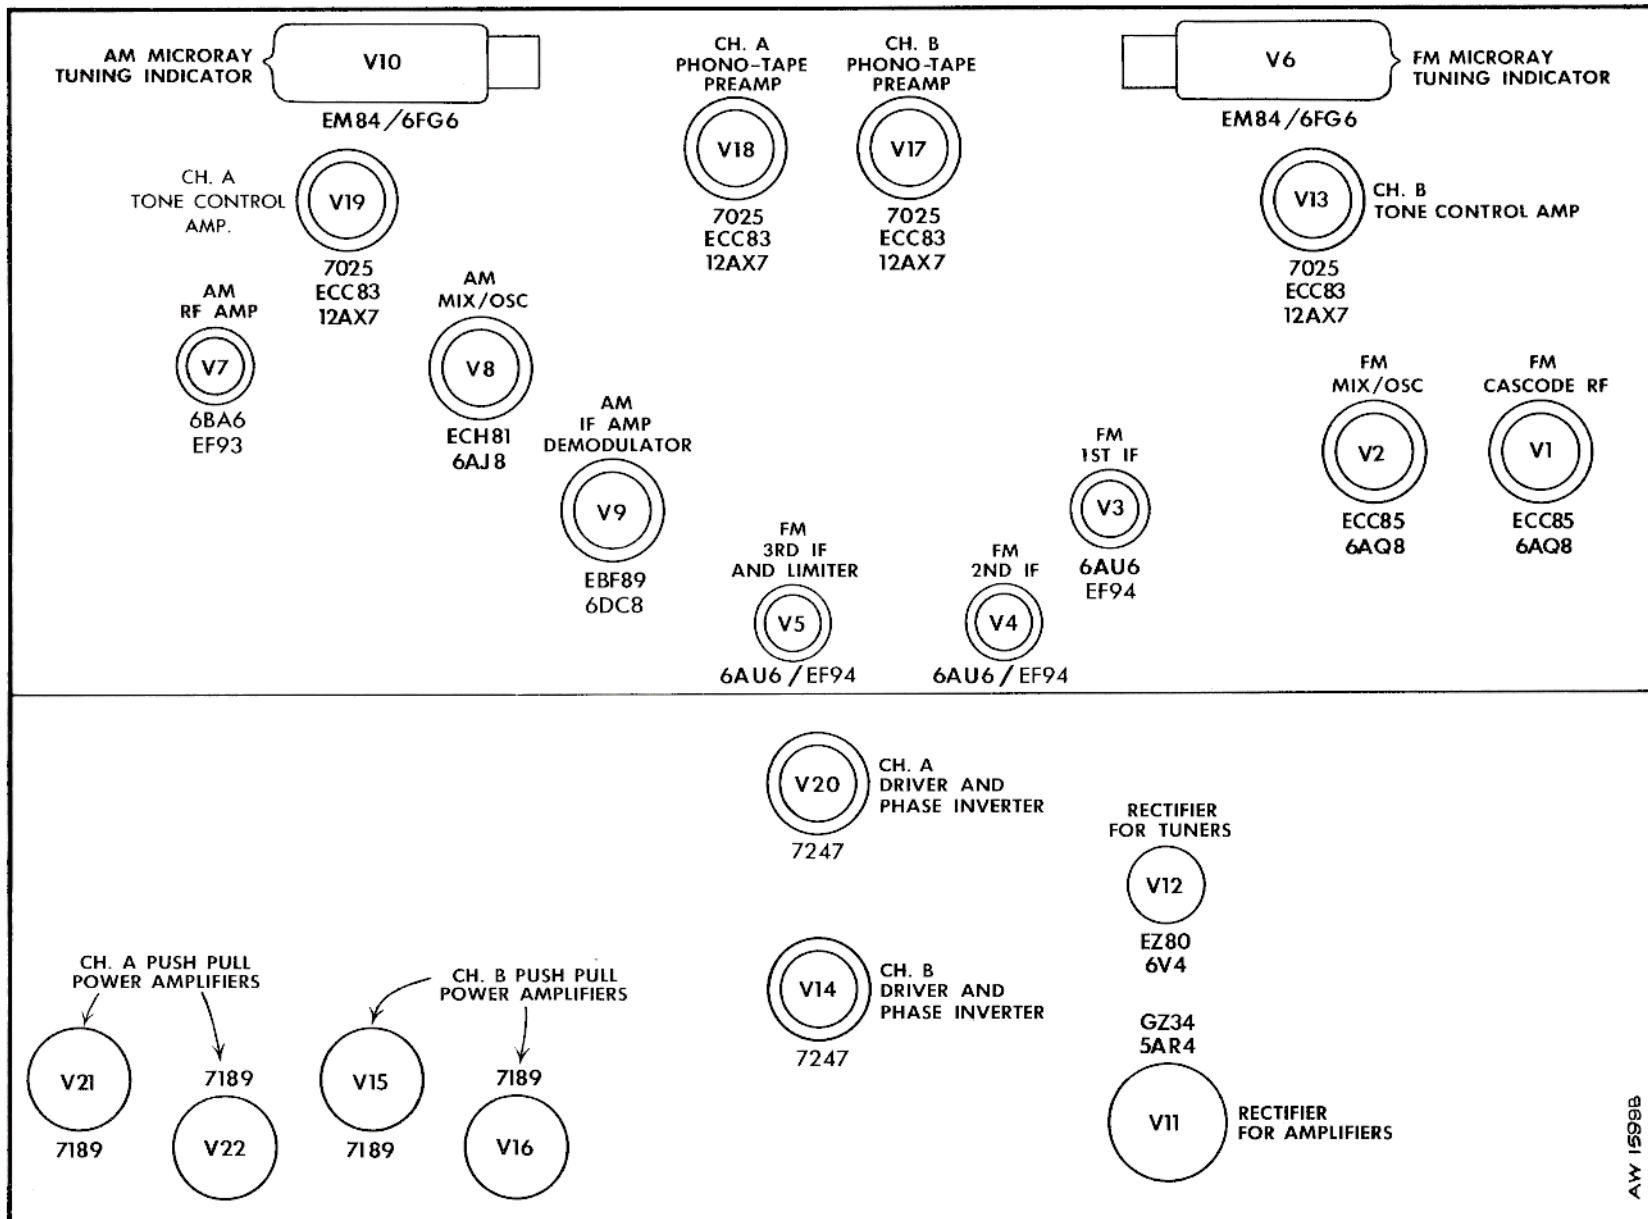 AM MICRORAY
TUNING INDICATOR
V10
EM84/6FG6
CH. A
PHONO-TAPE
PREAMP
V18
7025
ECC83
12AX7
CH. B
PHONO-TAPE
PREAMP
V17
7025
ECC83
12AX7
V6
EM84/6FG6
FM MICRORAY
TUNING INDICATOR
CH. A
TONE CONTROL
AMP.
V19
7025
ECC83
12AX7
V13
CH. B
TONE CONTROL AMP
7025
ECC83
12AX7
AM
RF AMP
V7
6BA6
EF93
AM
MIX/OSC
V8
ECH81
6AJ8
AM
IF AMP
DEMODULATOR
V9
EBF89
6DC8
FM
3RD IF
AND LIMITER
V5
6AU6/EF94
FM
2ND IF
V4
6AU6/EF94
FM
1ST IF
V3
6AU6
EF94
FM
MIX/OSC
V2
ECC85
6AQ8
FM
CASCODE RF
V1
ECC85
6AQ8
V20
CH. A
DRIVER AND
PHASE INVERTER
7247
RECTIFIER
FOR TUNERS
V12
EZ80
6V4
V14
CH. B
DRIVER AND
PHASE INVERTER
7247
CH. A PUSH PULL
POWER AMPLIFIERS
V21
7189
7189
V22
CH. B PUSH PULL
POWER AMPLIFIERS
V15
7189
7189
V16
GZ34
5AR4
V11
RECTIFIER
FOR AMPLIFIERS
AW 1599B